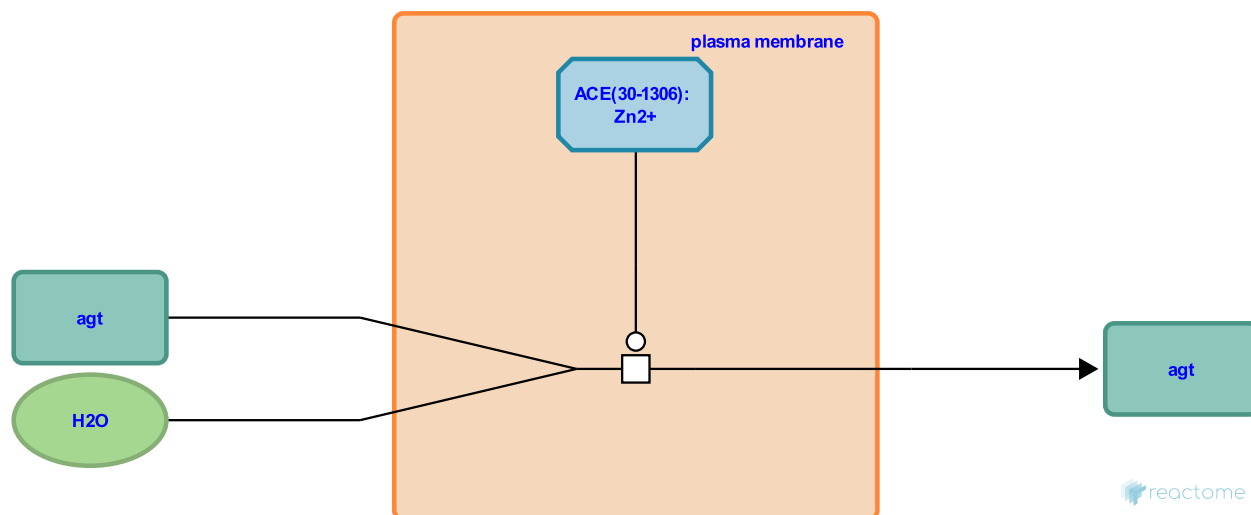 plasma membrane
ACE(30-1306):
Zn2+
agt
H2O
agt
reactome